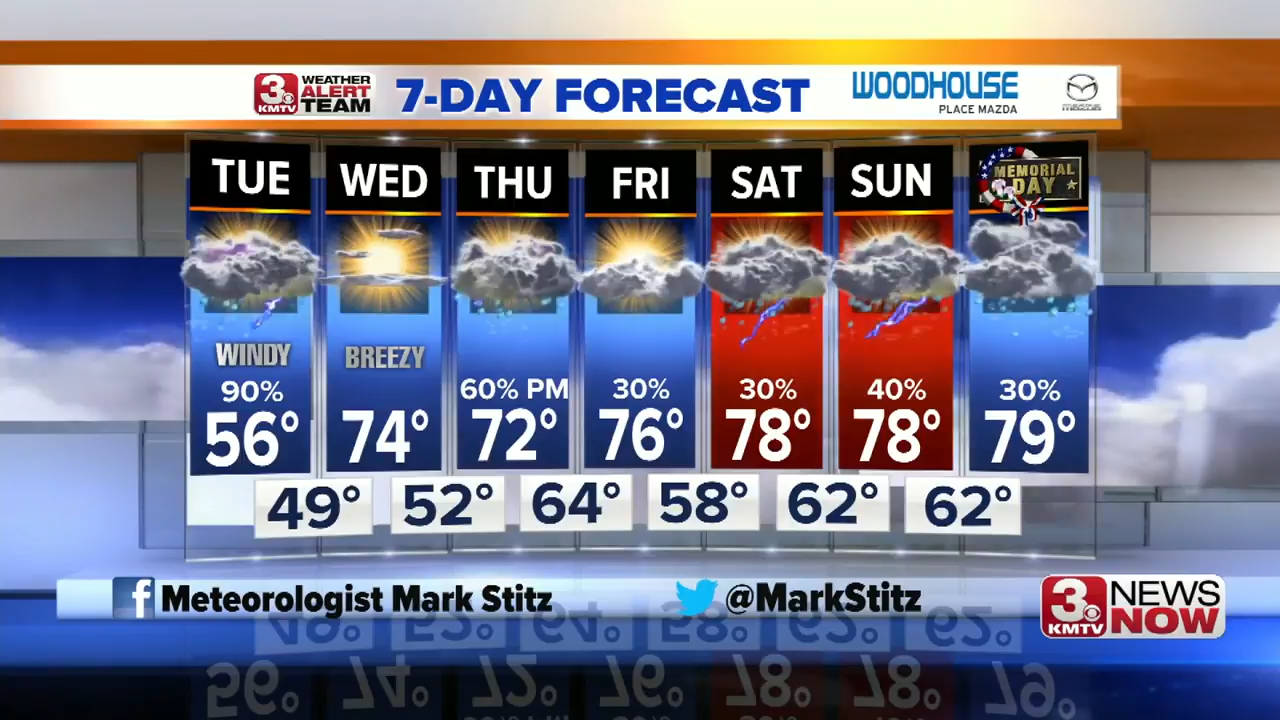 3 KMTV WEATHER ALERT TEAM
7-DAY FORECAST
WOODHOUSE
PLACE MAZDA
mazda
TUE WED THU FRI SAT SUN MEMORIAL DAY
WINDY BREEZY
90% 60% PM 30% 30% 40% 30%
56° 74° 72° 76° 78° 78° 79°
49° 52° 64° 58° 62° 62°
f Meteorologist Mark Stitz @MarkStitz
3 KMTV NEWS NOW